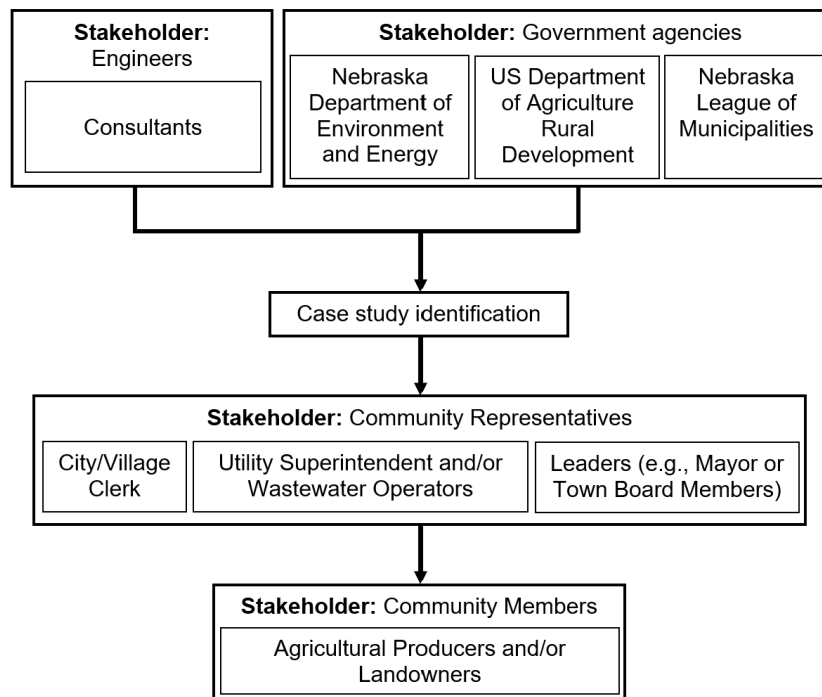 Stakeholder:
Engineers
Consultants
Stakeholder: Government agencies
Nebraska
Department of
Environment
and Energy
US Department
of Agriculture
Rural
Development
Nebraska
League of
Municipalities
Case study identification
Stakeholder: Community Representatives
City/Village
Clerk
Utility Superintendent and/or
Wastewater Operators
Leaders (e.g., Mayor or
Town Board Members)
Stakeholder: Community Members
Agricultural Producers and/or
Landowners